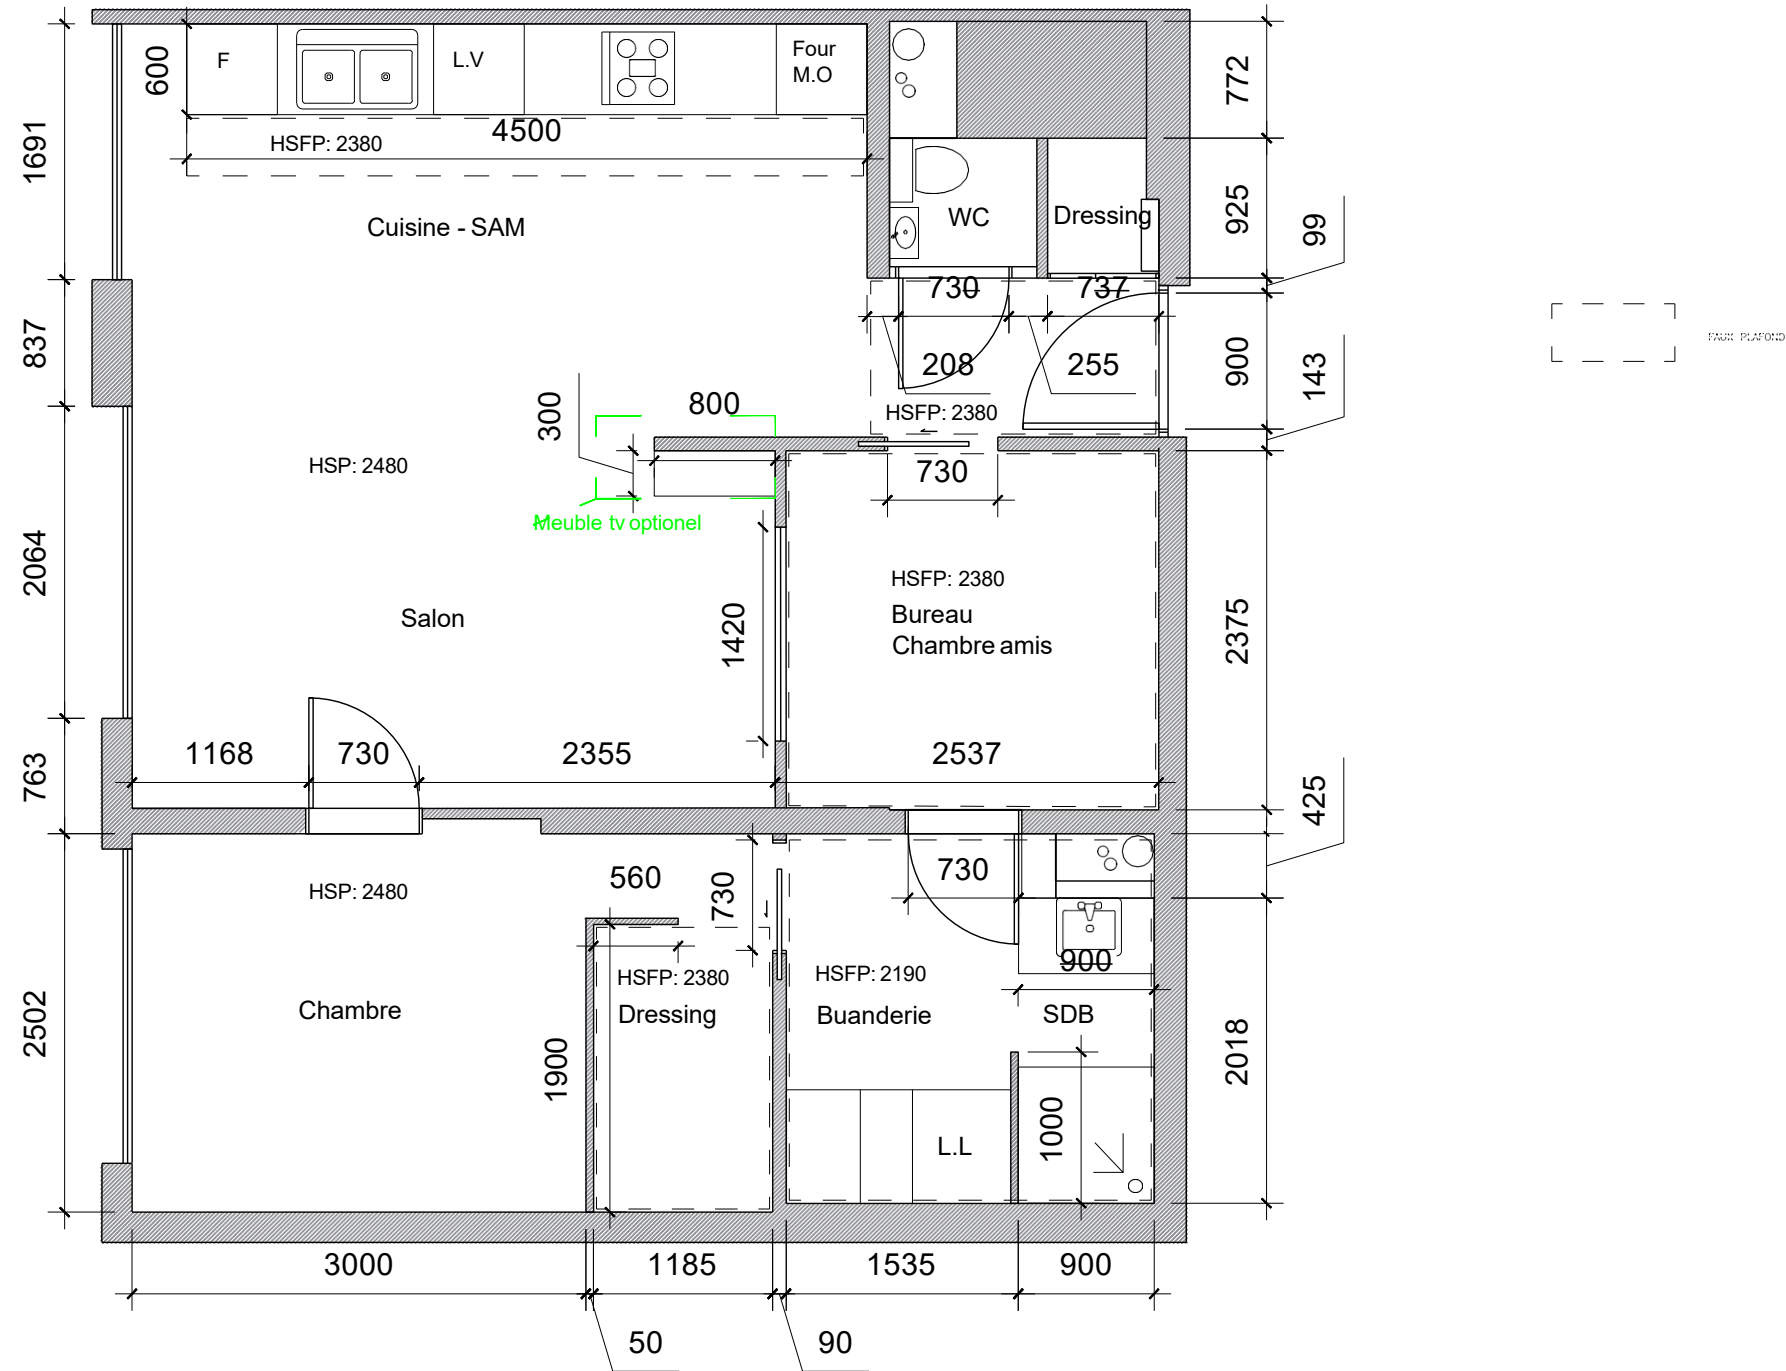 600
F
L.V
Four
M.O
772
4500
HSFP: 2380
1691
925
99
Cuisine - SAM
WC
Dressing
730
737
837
208
255
900
143
FAUX PLAFOND
300
800
HSFP: 2380
HSP: 2480
730
Meuble tv optionel
2064
HSFP: 2380
Salon
1420
Bureau
Chambre amis
2375
763
1168
730
2355
2537
425
HSP: 2480
560
730
730
900
HSFP: 2380
HSFP: 2190
2502
Chambre
Dressing
Buanderie
SDB
1900
2018
1000
L.L
3000
1185
1535
900
50
90